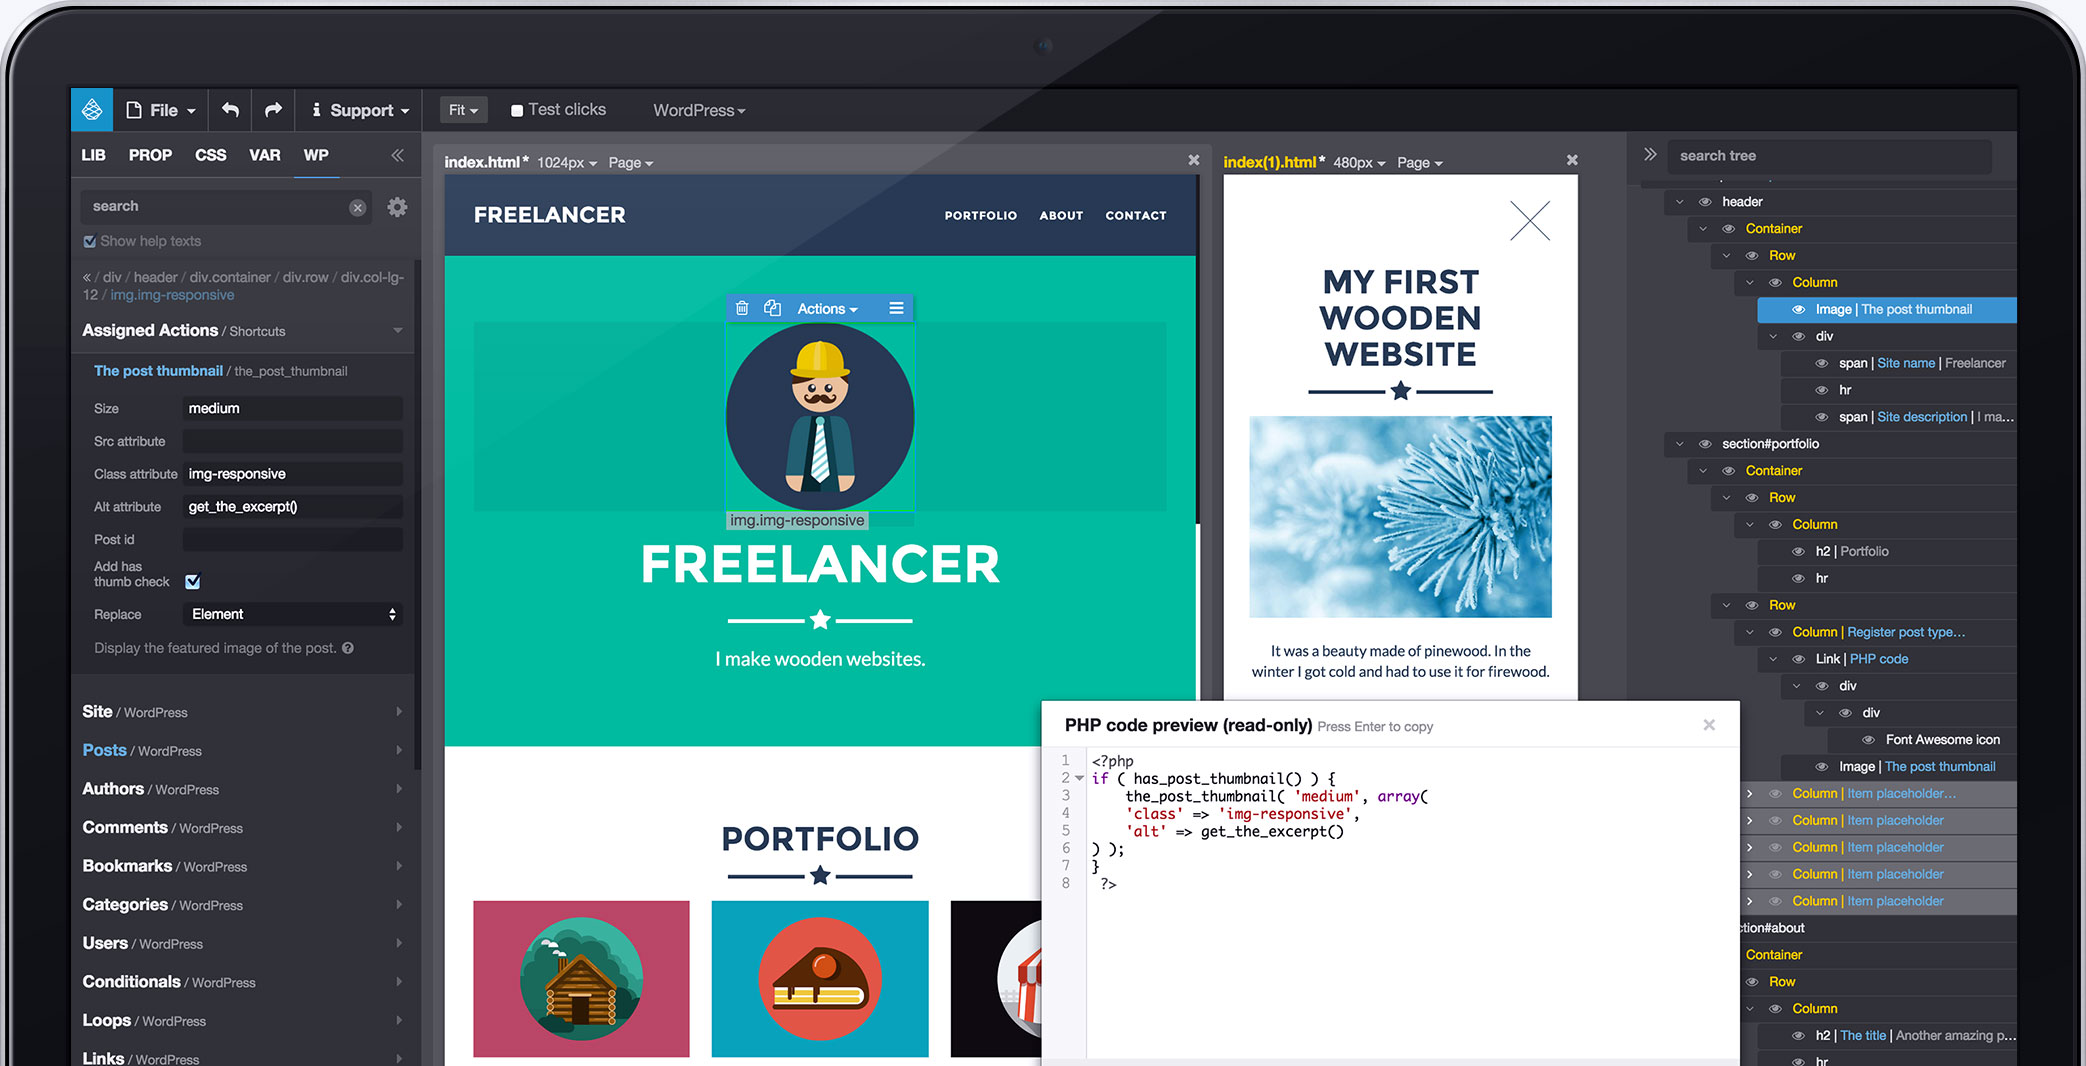 File
Support
Fit
Test clicks
WordPress
LIB PROP CSS VAR WP
search
Show help texts
« / div / header / div.container / div.row / div.col-lg-
12 / img.img-responsive
Assigned Actions / Shortcuts
The post thumbnail / the_post_thumbnail
Size medium
Src attribute
Class attribute img-responsive
Alt attribute get_the_excerpt()
Post id
Add has
thumb check
Replace Element
Display the featured image of the post.
Site / WordPress
Posts / WordPress
Authors / WordPress
Comments / WordPress
Bookmarks / WordPress
Categories / WordPress
Users / WordPress
Conditionals / WordPress
Loops / WordPress
Links / WordPress
index.html* 1024px Page
FREELANCER
PORTFOLIO ABOUT CONTACT
Actions
img.img-responsive
FREELANCER
I make wooden websites.
PORTFOLIO
index(1).html* 480px Page
MY FIRST
WOODEN
WEBSITE
It was a beauty made of pinewood. In the
winter I got cold and had to use it for firewood.
PHP code preview (read-only) Press Enter to copy
1 <?php
2 if ( has_post_thumbnail() ) {
3 the_post_thumbnail( 'medium', array(
4 'class' => 'img-responsive',
5 'alt' => get_the_excerpt()
6 ) );
7 }
8 ?>
search tree
header
Container
Row
Column
Image | The post thumbnail
div
span | Site name | Freelancer
hr
span | Site description | I ma...
section#portfolio
Container
Row
Column
h2 | Portfolio
hr
Row
Column | Register post type...
Link | PHP code
div
div
Font Awesome icon
Image | The post thumbnail
Column | Item placeholder...
Column | Item placeholder
Column | Item placeholder
Column | Item placeholder
Column | Item placeholder
ction#about
Container
Row
Column
h2 | The title | Another amazing p...
hr